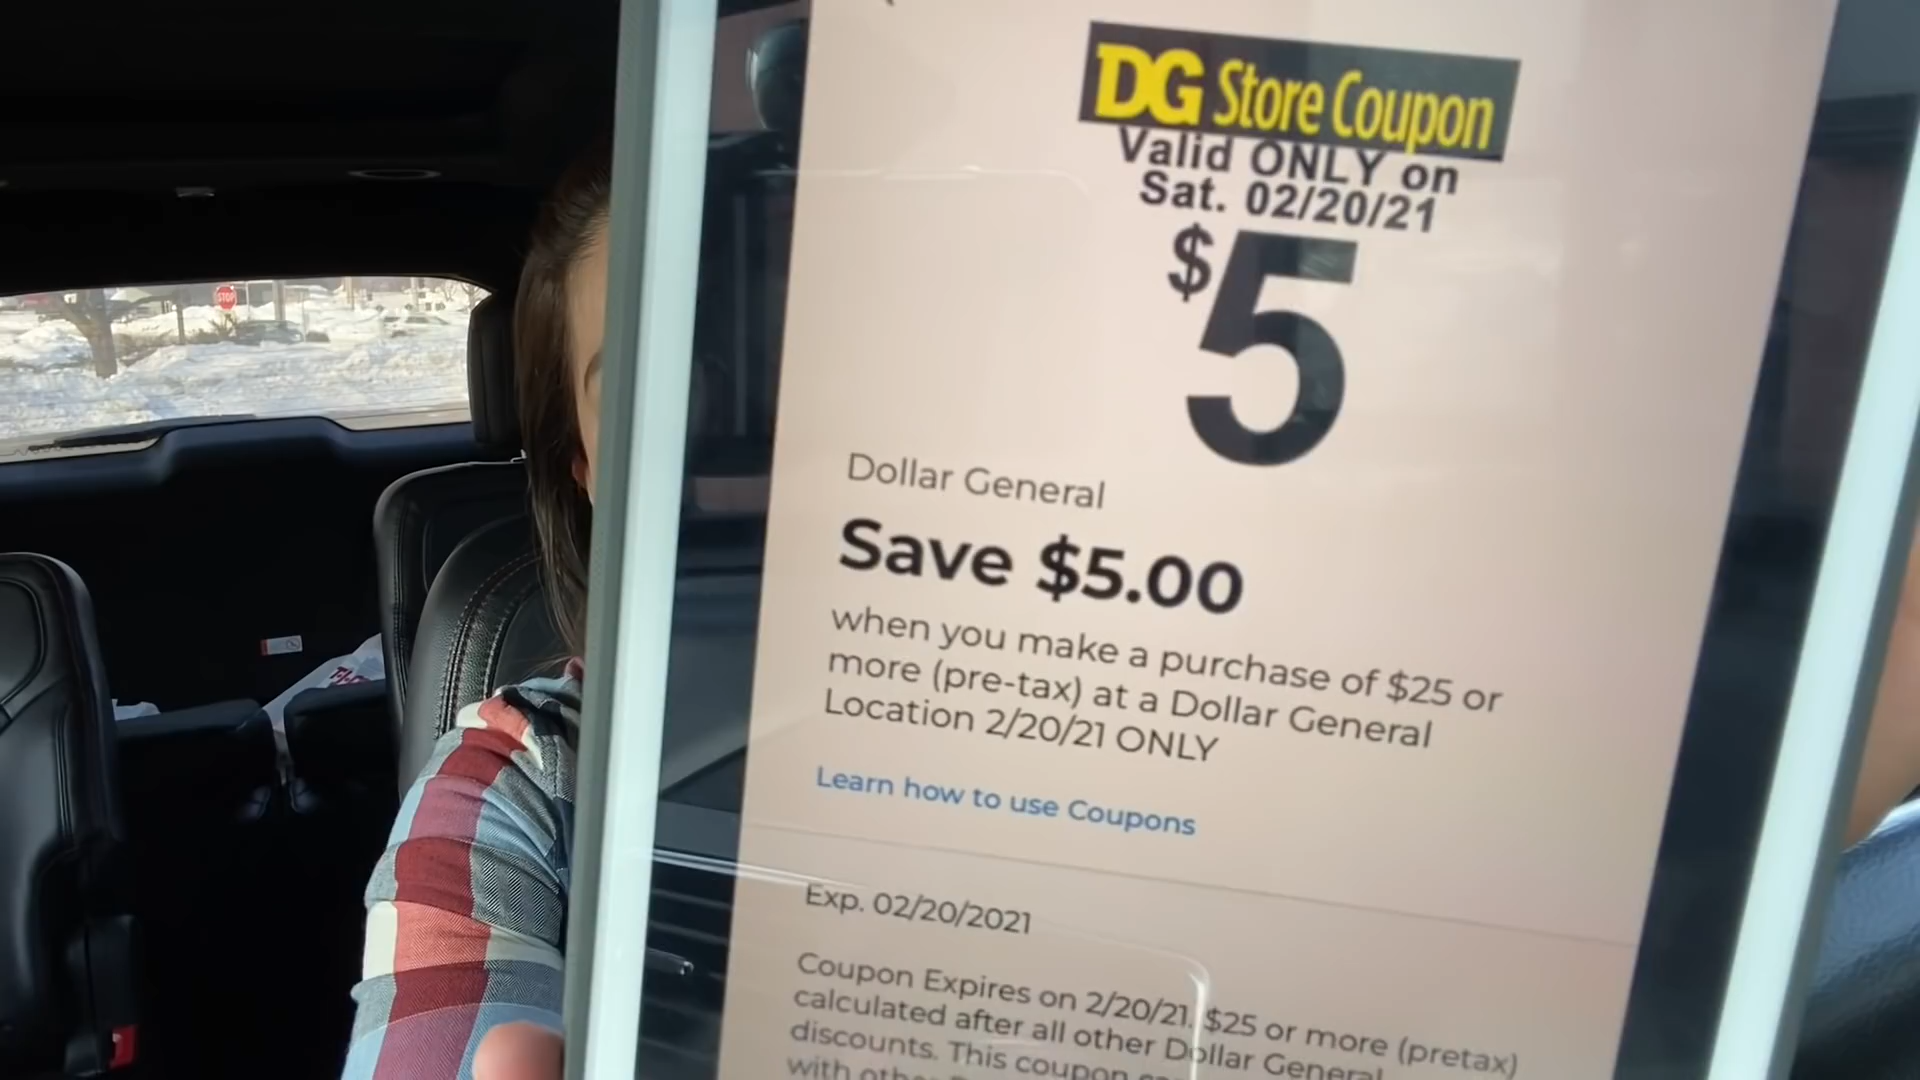 STOP
DG Store Coupon
Valid ONLY on
Sat. 02/20/21
$5
Dollar General
Save $5.00
when you make a purchase of $25 or
more (pre-tax) at a Dollar General
Location 2/20/21 ONLY
Learn how to use Coupons
Exp. 02/20/2021
Coupon Expires on 2/20/21. $25 or more (pretax)
calculated after all other Dollar General
discounts. This coupon
with other